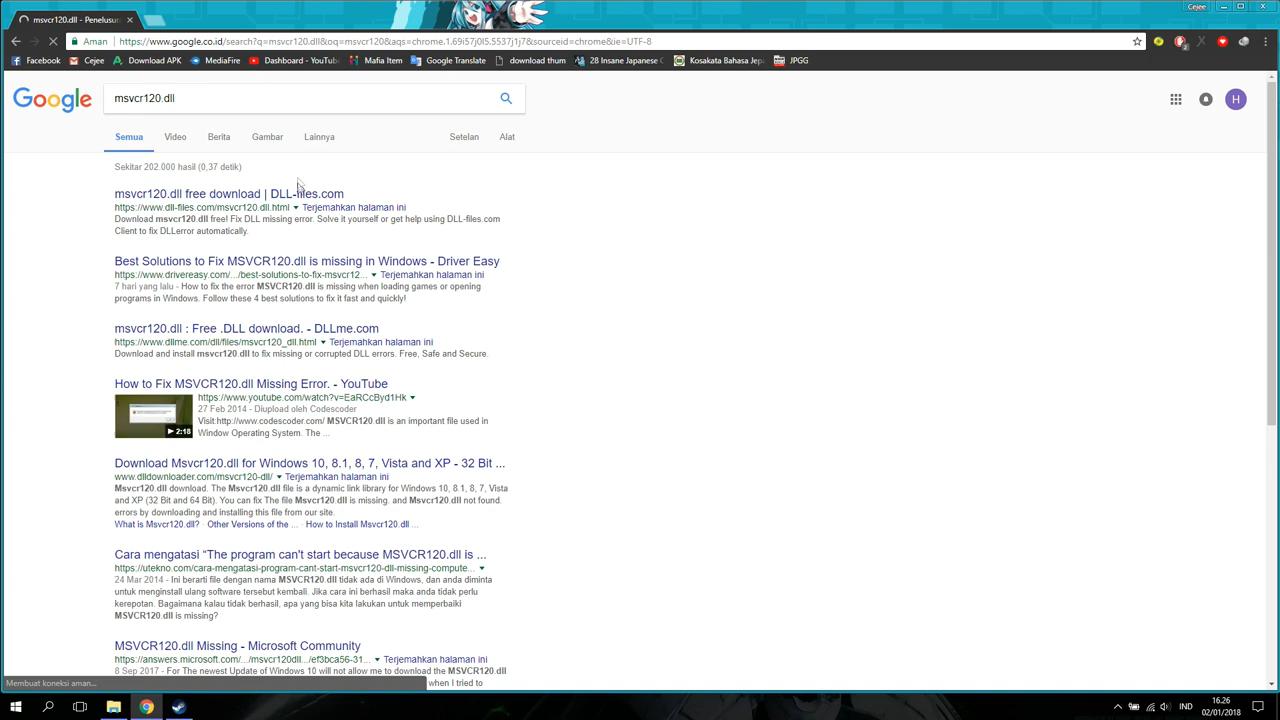 msvcr120.dll - Penelusur
Cejee
Aman
https://www.google.co.id/search?q=msvcr120.dll&oq=msvcr120&aqs=chrome.1.69i57j0l5.5537j1j7&sourceid=chrome&ie=UTF-8
Facebook Cejee Download APK MediaFire Dashboard - YouTube Mafia Item Google Translate download thum 28 Insane Japanese Kosakata Bahasa Jep JPGG
Google
msvcr120.dll
H
Semua Video Berita Gambar Lainnya Setelan Alat
Sekitar 202.000 hasil (0,37 detik)
msvcr120.dll free download | DLL-files.com
https://www.dll-files.com/msvcr120.dll.html Terjemahkan halaman ini
Download msvcr120.dll free! Fix DLL missing error. Solve it yourself or get help using DLL-files.com
Client to fix DLLerror automatically.
Best Solutions to Fix MSVCR120.dll is missing in Windows - Driver Easy
https://www.drivereasy.com/.../best-solutions-to-fix-msvcr12... Terjemahkan halaman ini
7 hari yang lalu - How to fix the error MSVCR120.dll is missing when loading games or opening
programs in Windows. Follow these 4 best solutions to fix it fast and quickly!
msvcr120.dll : Free .DLL download. - DLLme.com
https://www.dllme.com/dll/files/msvcr120_dll.html Terjemahkan halaman ini
Download and install msvcr120.dll to fix missing or corrupted DLL errors. Free, Safe and Secure.
How to Fix MSVCR120.dll Missing Error. - YouTube
https://www.youtube.com/watch?v=EaRCcByd1Hk
27 Feb 2014 - Diupload oleh Codescoder
Visit:http://www.codescoder.com/ MSVCR120.dll is an important file used in
Window Operating System. The ...
2:18
Download Msvcr120.dll for Windows 10, 8.1, 8, 7, Vista and XP - 32 Bit ...
www.dlldownloader.com/msvcr120-dll/ Terjemahkan halaman ini
Msvcr120.dll download. The Msvcr120.dll file is a dynamic link library for Windows 10, 8.1, 8, 7, Vista
and XP (32 Bit and 64 Bit). You can fix The file Msvcr120.dll is missing. and Msvcr120.dll not found.
errors by downloading and installing this file from our site.
What is Msvcr120.dll? · Other Versions of the ... · How to Install Msvcr120.dll ...
Cara mengatasi “The program can't start because MSVCR120.dll is ...
https://utekno.com/cara-mengatasi-program-cant-start-msvcr120-dll-missing-compute...
24 Mar 2014 - Ini berarti file dengan nama MSVCR120.dll tidak ada di Windows, dan anda diminta
untuk menginstall ulang software tersebut kembali. Jika cara ini berhasil maka anda tidak perlu
kerepotan. Bagaimana kalau tidak berhasil, apa yang bisa kita lakukan untuk memperbaiki
MSVCR120.dll is missing?
MSVCR120.dll Missing - Microsoft Community
https://answers.microsoft.com/.../msvcr120dll.../ef3bca56-31... Terjemahkan halaman ini
8 Sep 2017 - For The newest Update of Windows 10 will not allow me to download the MSVCR120.dll
when I tried to
Membuat koneksi aman...
IND
16.26
02/01/2018